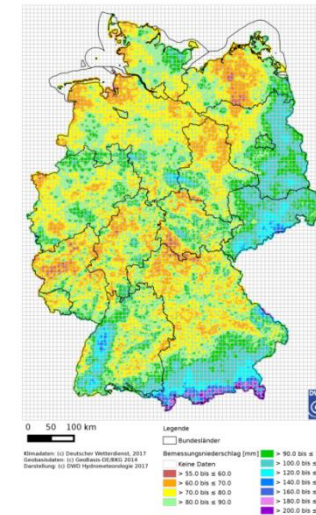 0 50 100 km
Klimadaten: (c) Deutscher Wetterdienst, 2017
Geobasisdaten: (c) GeoBasis-DE/BKG 2014
Darstellung: (c) DWD Hydrometeorologie 2017
Legende
Bundesländer
Bemessungsniederschlag [mm]
Keine Daten
> 55.0 bis ≤ 60.0
> 60.0 bis ≤ 70.0
> 70.0 bis ≤ 80.0
> 80.0 bis ≤ 90.0
> 90.0 bis ≤
> 100.0 bis ≤
> 120.0 bis ≤
> 140.0 bis ≤
> 160.0 bis ≤
> 180.0 bis ≤
> 200.0 bis ≤